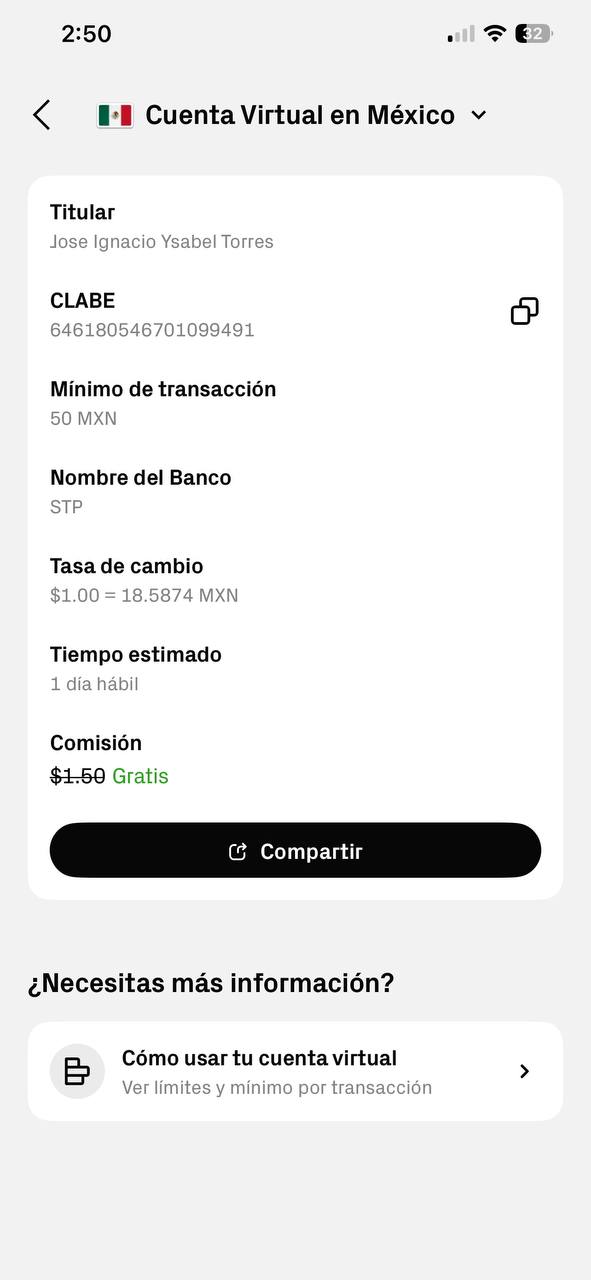 2:50
32
Cuenta Virtual en México
Titular
Jose Ignacio Ysabel Torres
CLABE
646180546701099491
Mínimo de transacción
50 MXN
Nombre del Banco
STP
Tasa de cambio
$1.00 = 18.5874 MXN
Tiempo estimado
1 día hábil
Comisión
$1.50 Gratis
Compartir
¿Necesitas más información?
Cómo usar tu cuenta virtual
Ver límites y mínimo por transacción